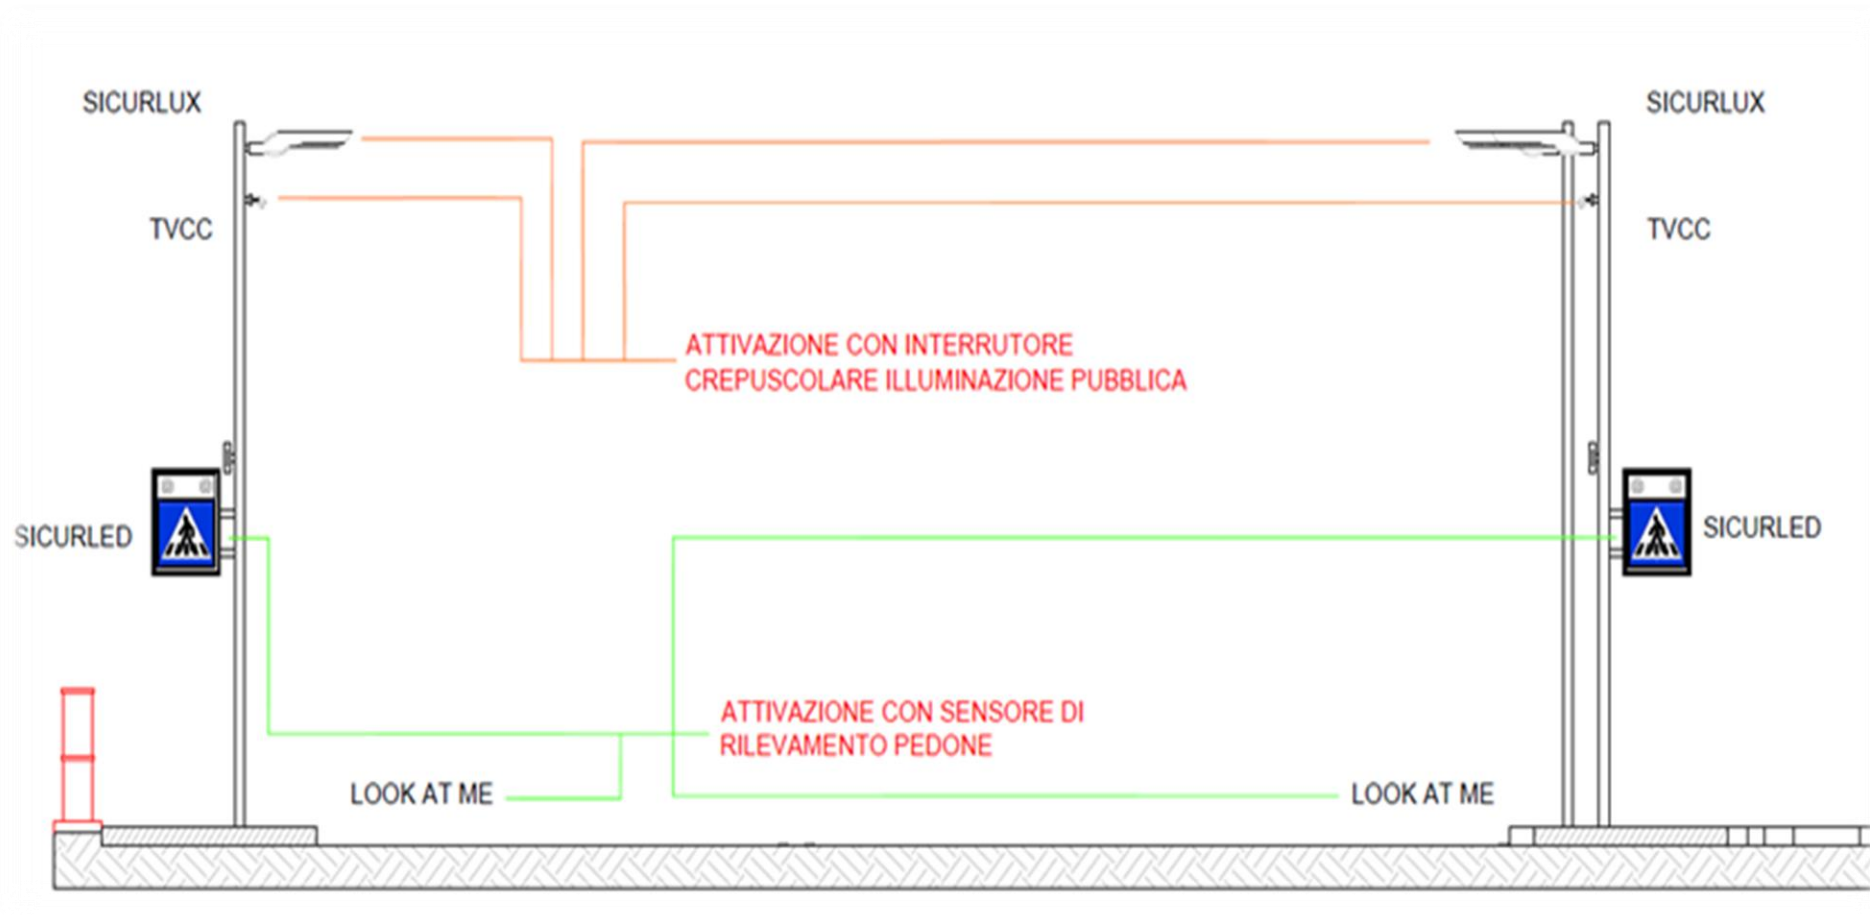 SICURLUX
SICURLUX
TVCC
TVCC
ATTIVAZIONE CON INTERRUTORE
CREPUSCOLARE ILLUMINAZIONE PUBBLICA
SICURLED
SICURLED
ATTIVAZIONE CON SENSORE DI
RILEVAMENTO PEDONE
LOOK AT ME
LOOK AT ME